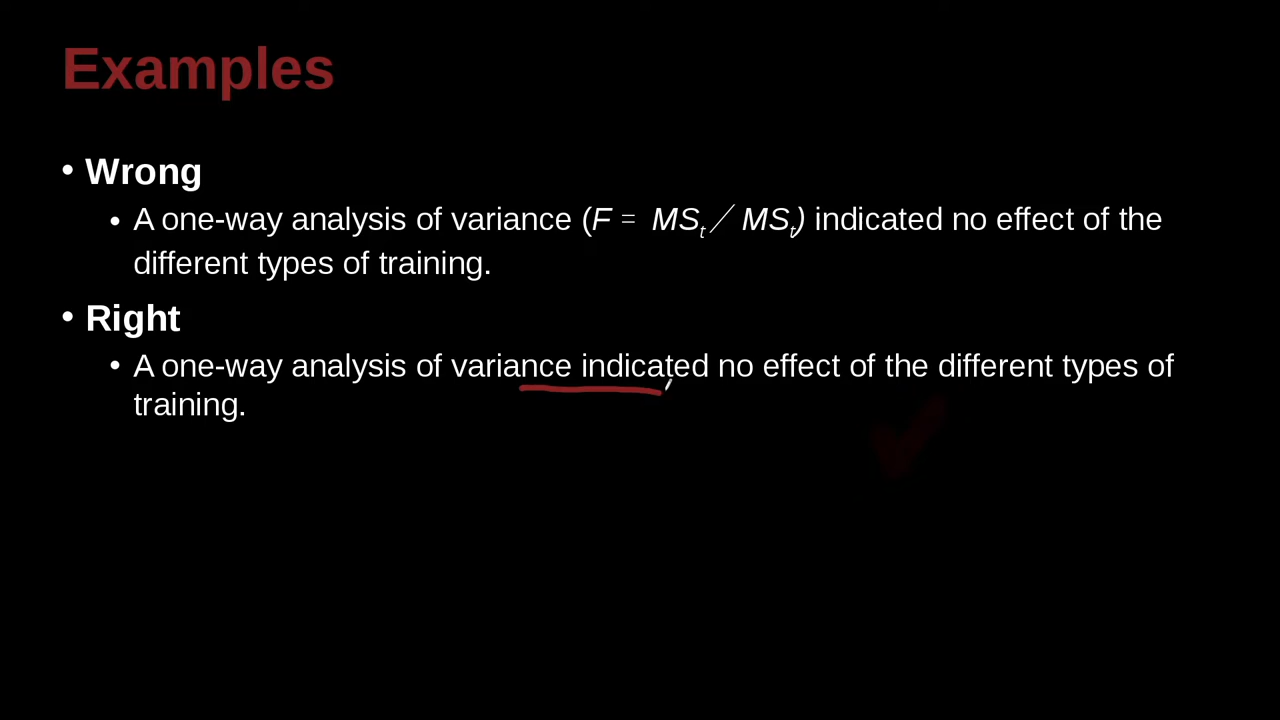 Examples
• Wrong
• A one-way analysis of variance (F = MSt / MSt) indicated no effect of the
different types of training.
• Right
• A one-way analysis of variance indicated no effect of the different types of
training.